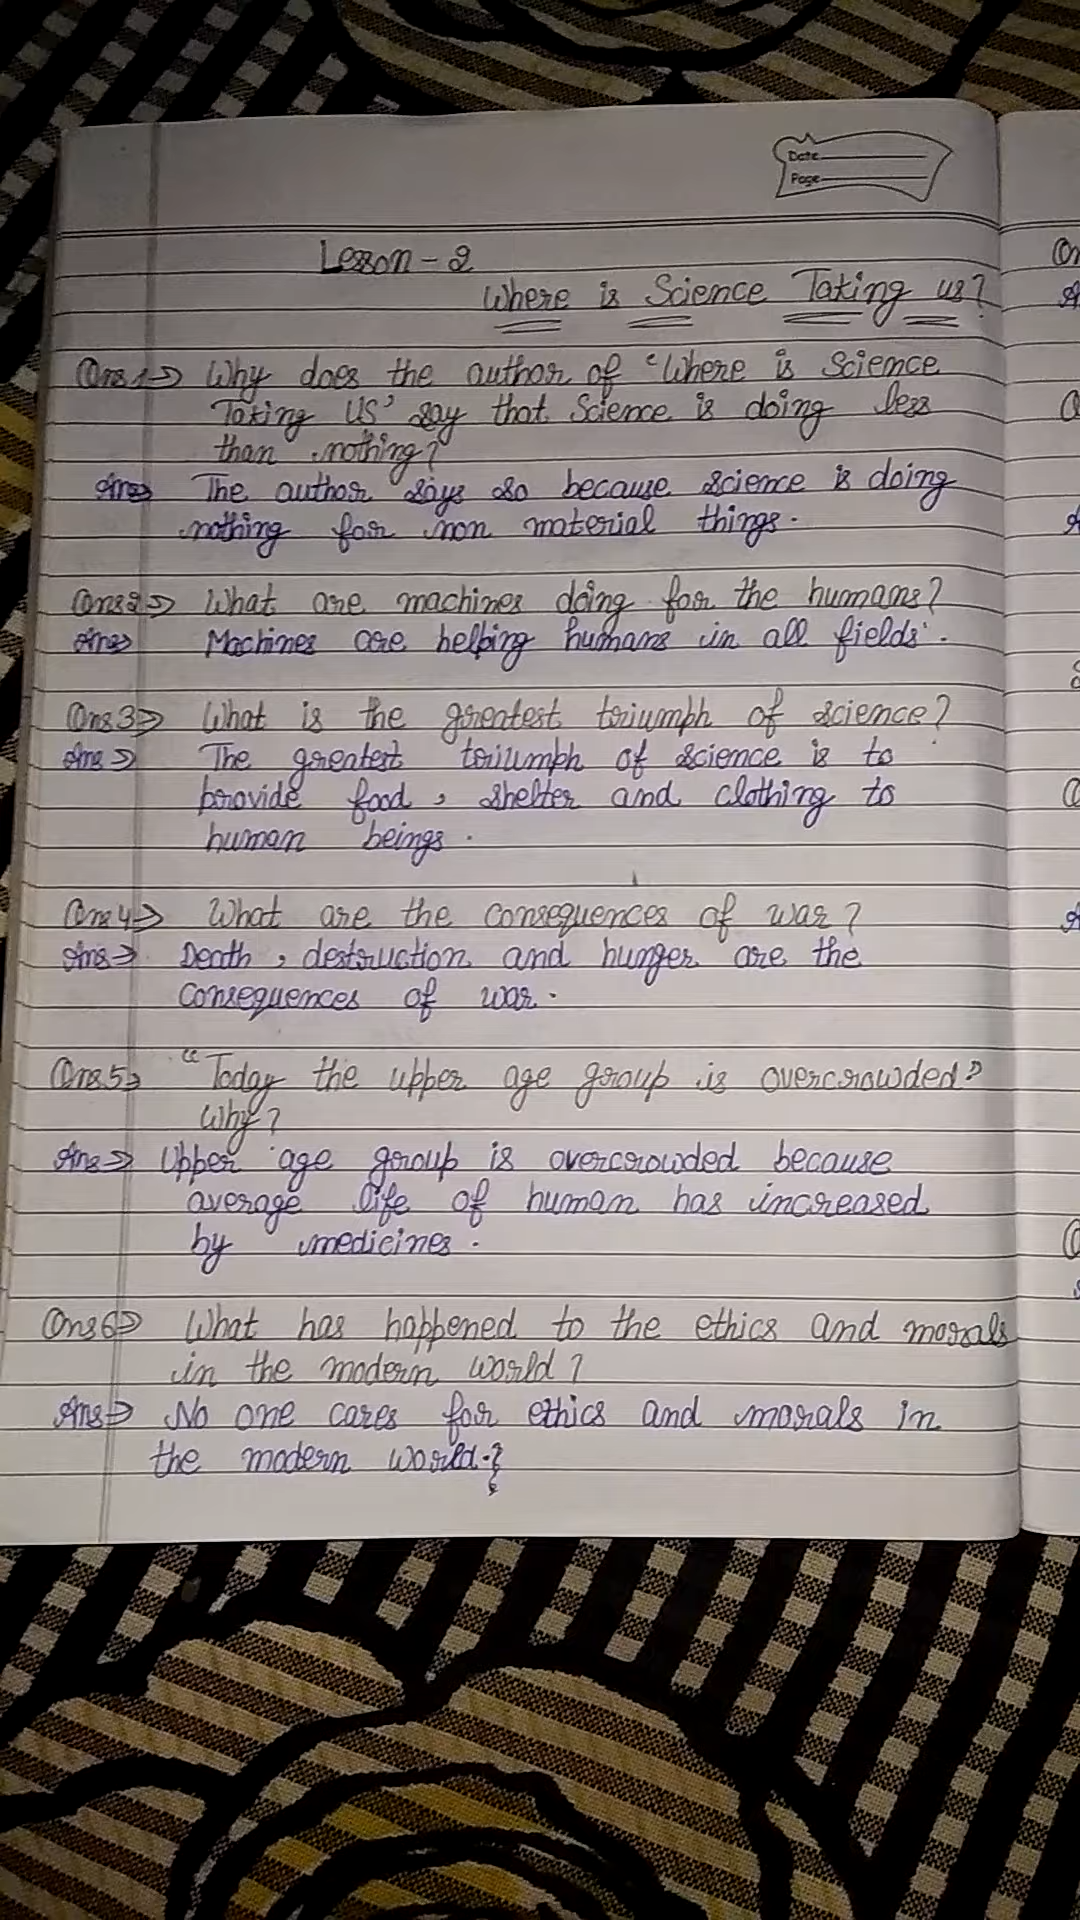 Date
Page
Lesson - 2
Where is Science Taking us?
Qns 1⇒ Why does the author of 'Where is Science
Taking US' say that Science is doing less
than nothing?
Ans⇒ The author says so because science is doing
nothing for non material things.
Qns2⇒ What are machines doing for the humans?
Ans⇒ Machines are helping humans in all fields.
Qns3⇒ What is the greatest triumph of science?
Ans⇒ The greatest triumph of science is to
provide food, shelter and clothing to
human beings.
Qns4⇒ What are the consequences of war?
Ans⇒ Death, destruction and hunger are the
consequences of war.
Qns5⇒ "Today the upper age group is overcrowded"
Why?
Ans⇒ Upper age group is overcrowded because
average life of human has increased
by medicines.
Qns6⇒ What has happened to the ethics and morals
in the modern world?
Ans⇒ No one cares for ethics and morals in
the modern world.